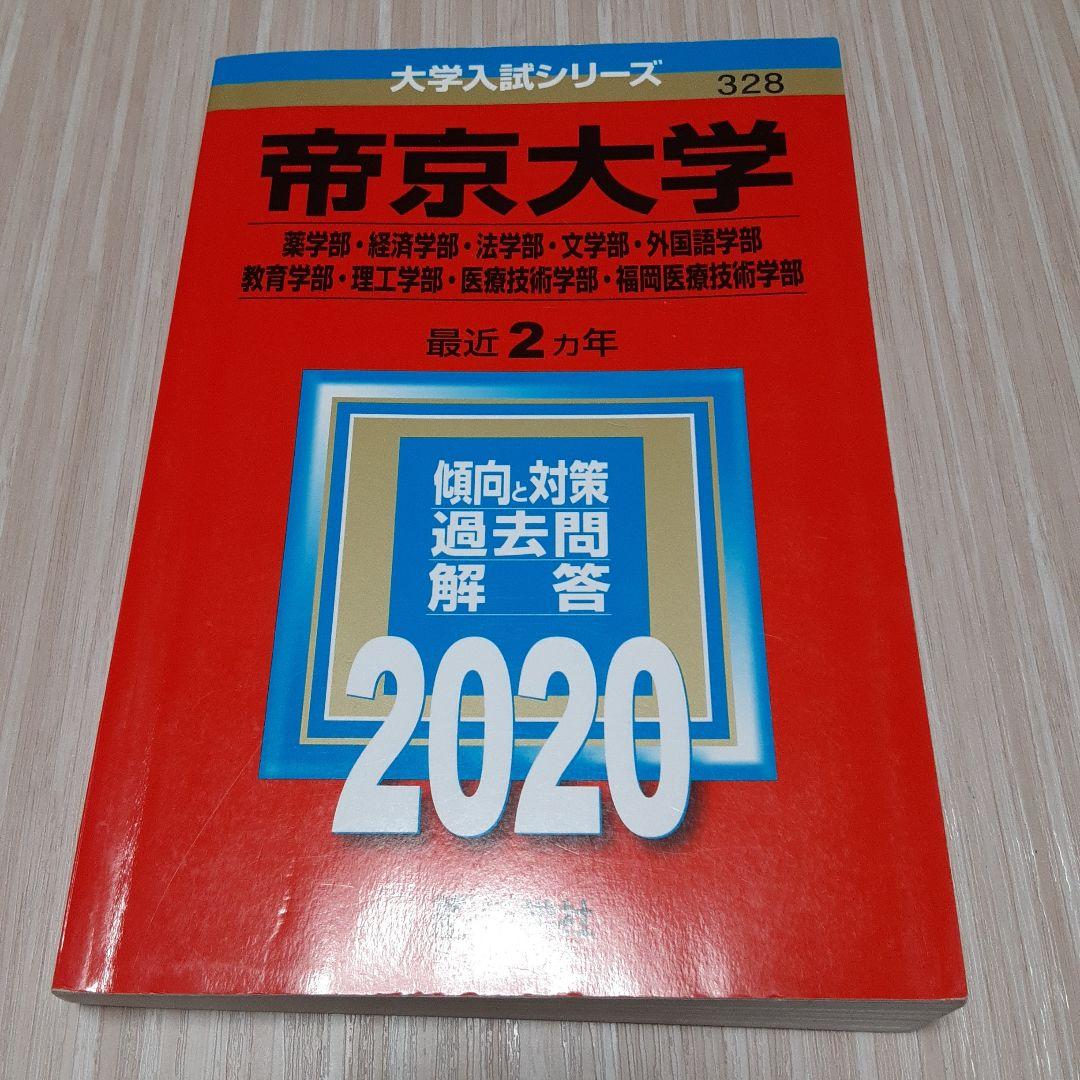 大学入試シリーズ
328
帝京大学
薬学部・経済学部・法学部・文学部・外国語学部
教育学部・理工学部・医療技術学部・福岡医療技術学部
最近2カ年
傾向と対策
過去問
解答
2020